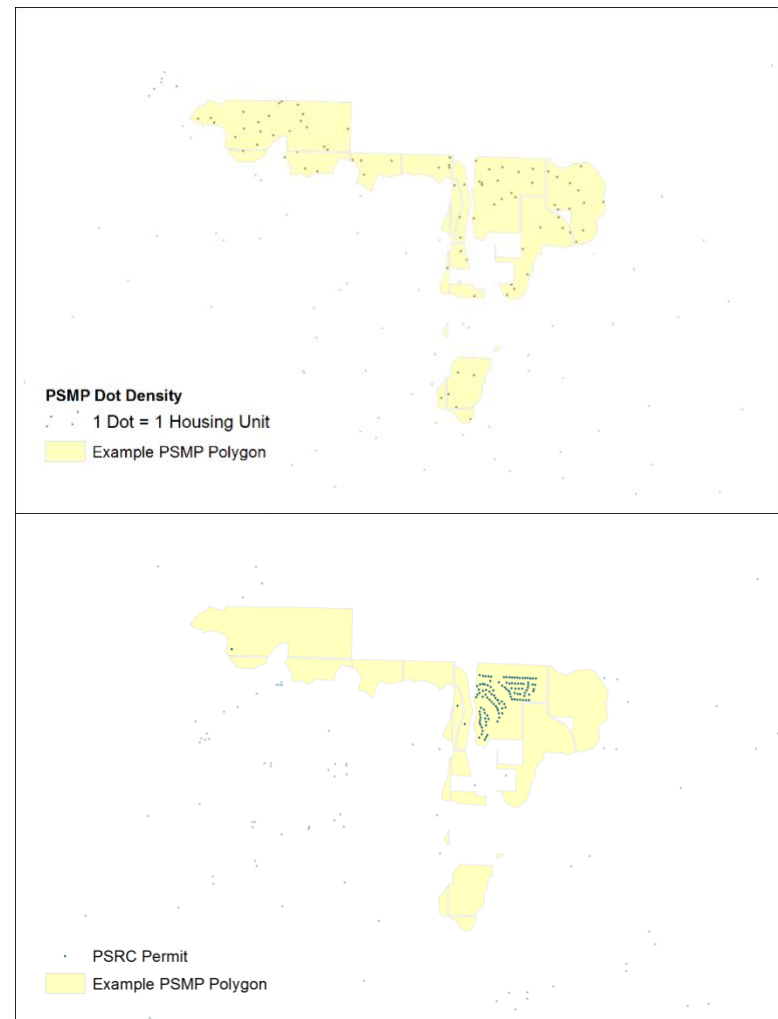 PSMP Dot Density
1 Dot = 1 Housing Unit
Example PSMP Polygon
PSRC Permit
Example PSMP Polygon